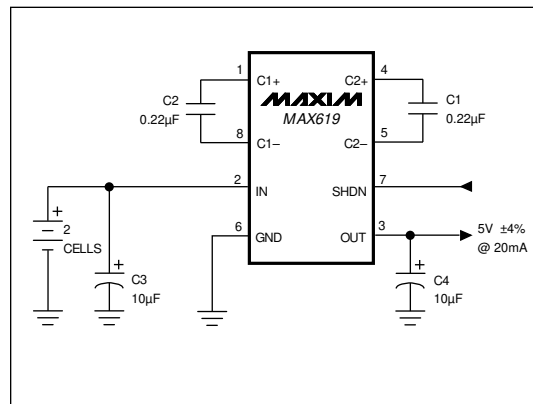 1 C1+ C2+ 4
C2 MAXIM C1
0.22µF MAX619 0.22µF
8 C1– C2– 5
2 IN SHDN 7
+ 6 GND OUT 3 5V ±4%
2 @ 20mA
CELLS + C3 + C4
10µF 10µF